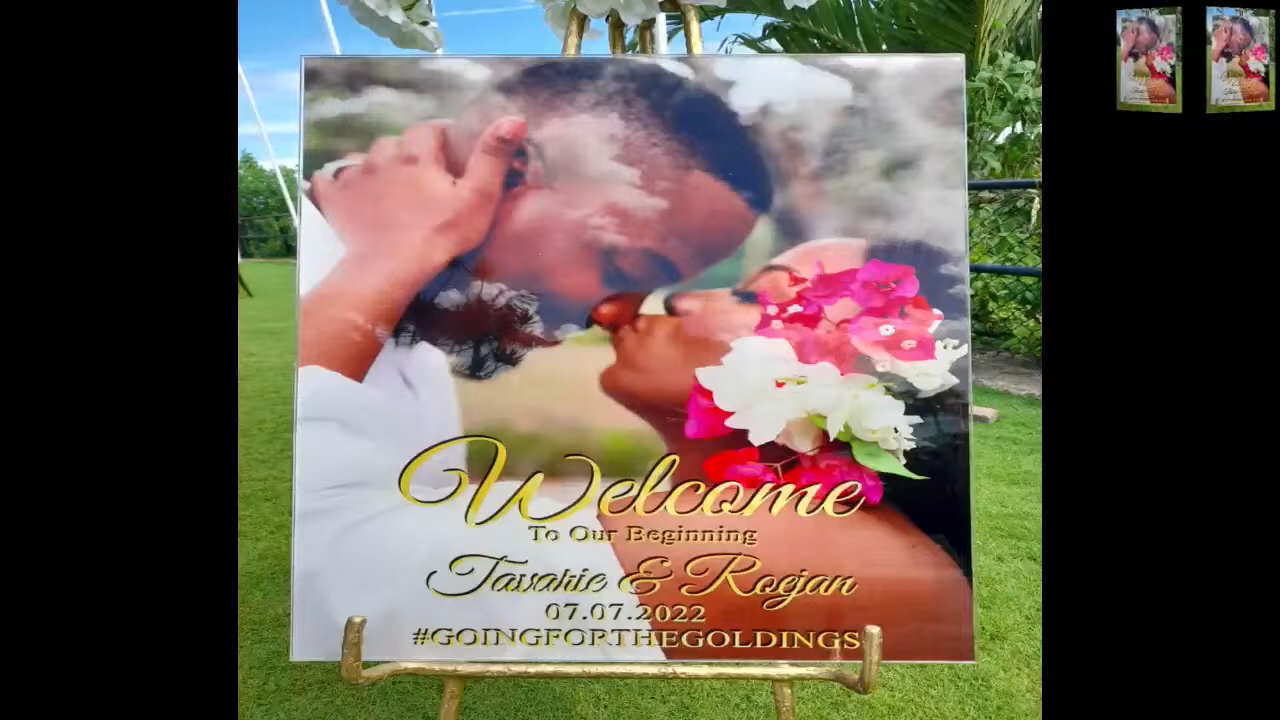 Welcome
To Our Beginning
Tavarie & Roejan
07.07.2022
#GOINGFORTHEGOLDINGS